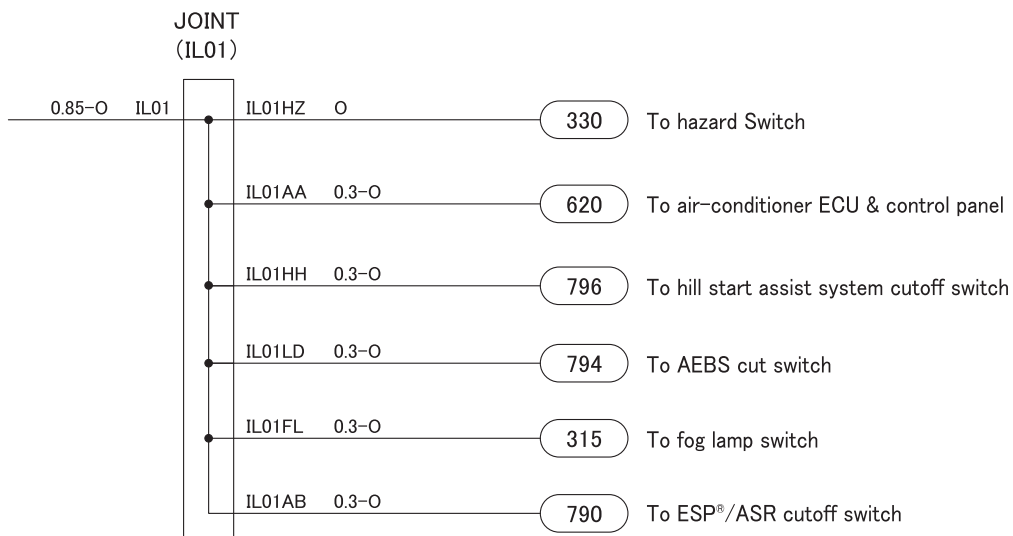 JOINT
(IL01)
0.85-O IL01 IL01HZ O 330 To hazard Switch
IL01AA 0.3-O 620 To air-conditioner ECU & control panel
IL01HH 0.3-O 796 To hill start assist system cutoff switch
IL01LD 0.3-O 794 To AEBS cut switch
IL01FL 0.3-O 315 To fog lamp switch
IL01AB 0.3-O 790 To ESP®/ASR cutoff switch